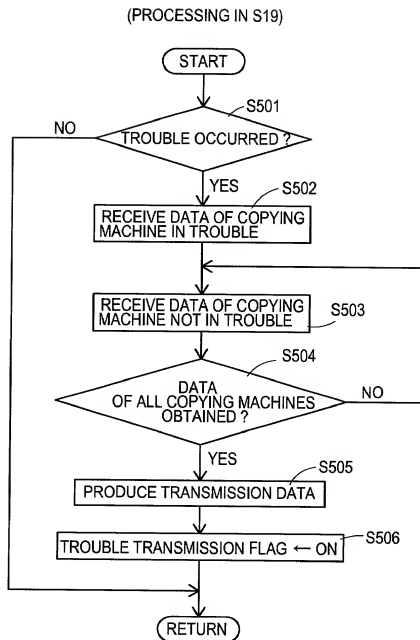 (PROCESSING IN S19)
START
S501
NO
TROUBLE OCCURRED ?
YES
S502
RECEIVE DATA OF COPYING
MACHINE IN TROUBLE
RECEIVE DATA OF COPYING
MACHINE NOT IN TROUBLE
S503
S504
DATA
OF ALL COPYING MACHINES
OBTAINED ?
NO
YES
S505
PRODUCE TRANSMISSION DATA
S506
TROUBLE TRANSMISSION FLAG ← ON
RETURN